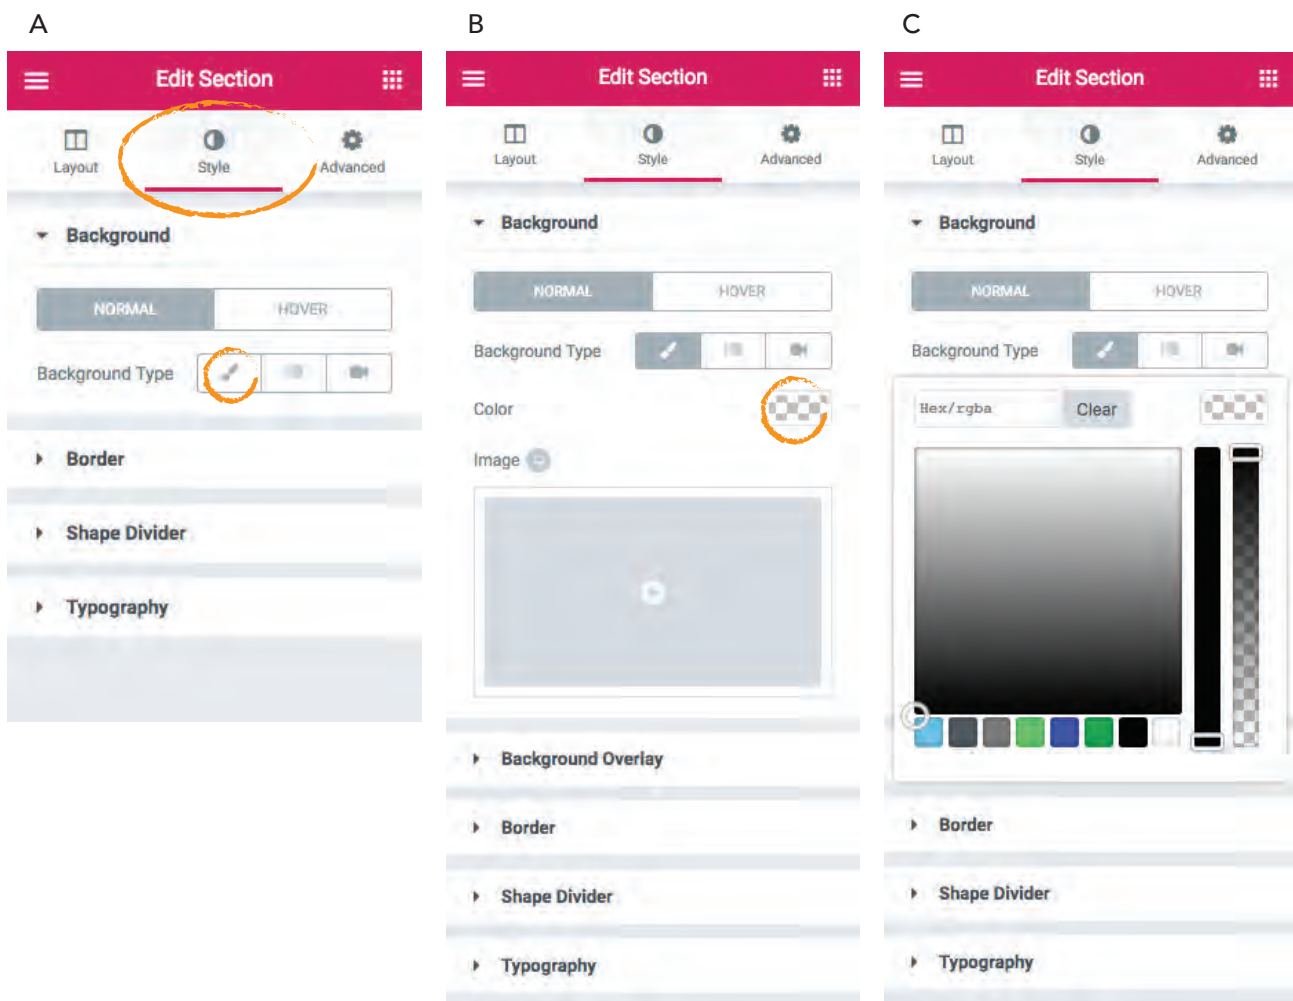 A
Edit Section
Layout
Style
Advanced
Background
NORMAL
HOVER
Background Type
Border
Shape Divider
Typography
B
Edit Section
Layout
Style
Advanced
Background
NORMAL
HOVER
Background Type
Color
Image
Background Overlay
Border
Shape Divider
Typography
C
Edit Section
Layout
Style
Advanced
Background
NORMAL
HOVER
Background Type
Hex/rgba
Clear
Border
Shape Divider
Typography